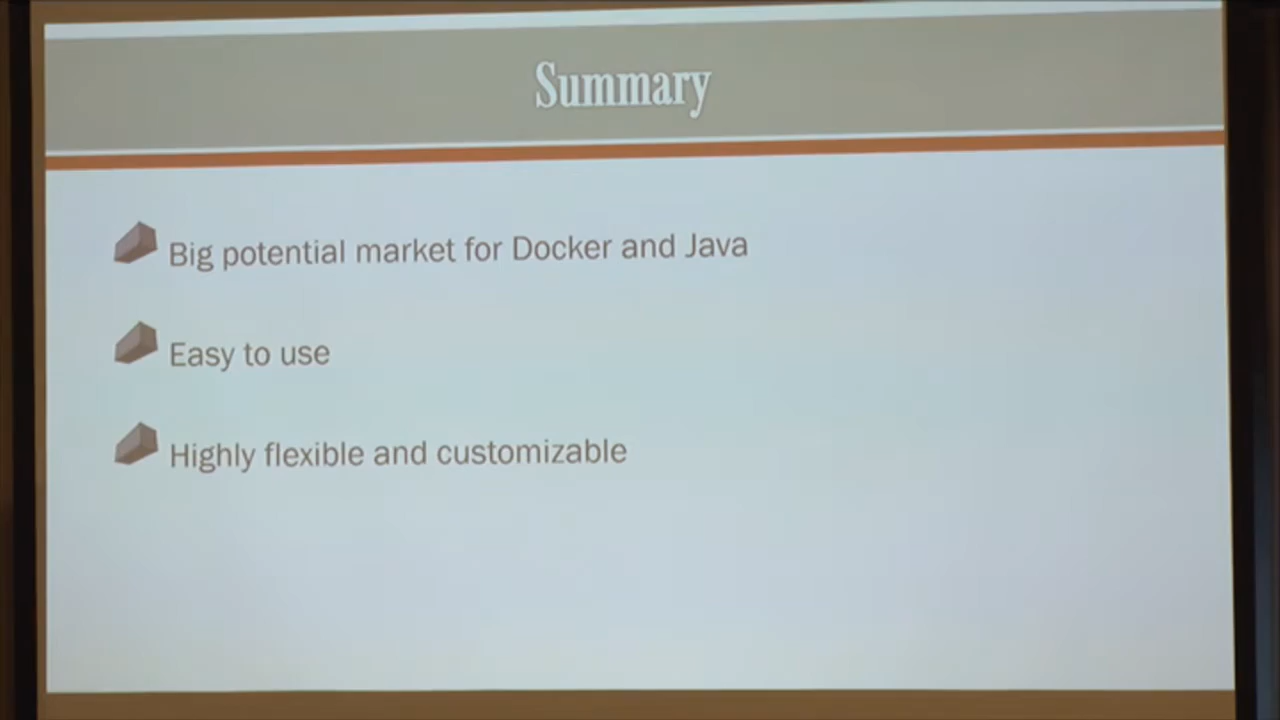 Summary
Big potential market for Docker and Java
Easy to use
Highly flexible and customizable